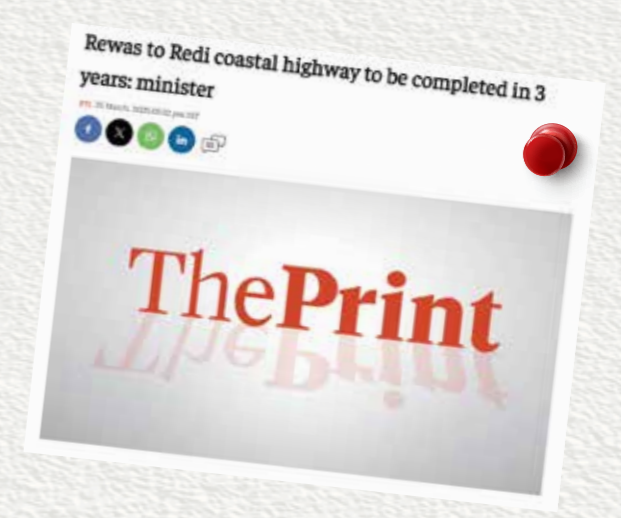 Rewas to Redi coastal highway to be completed in 3
years: minister
ThePrint